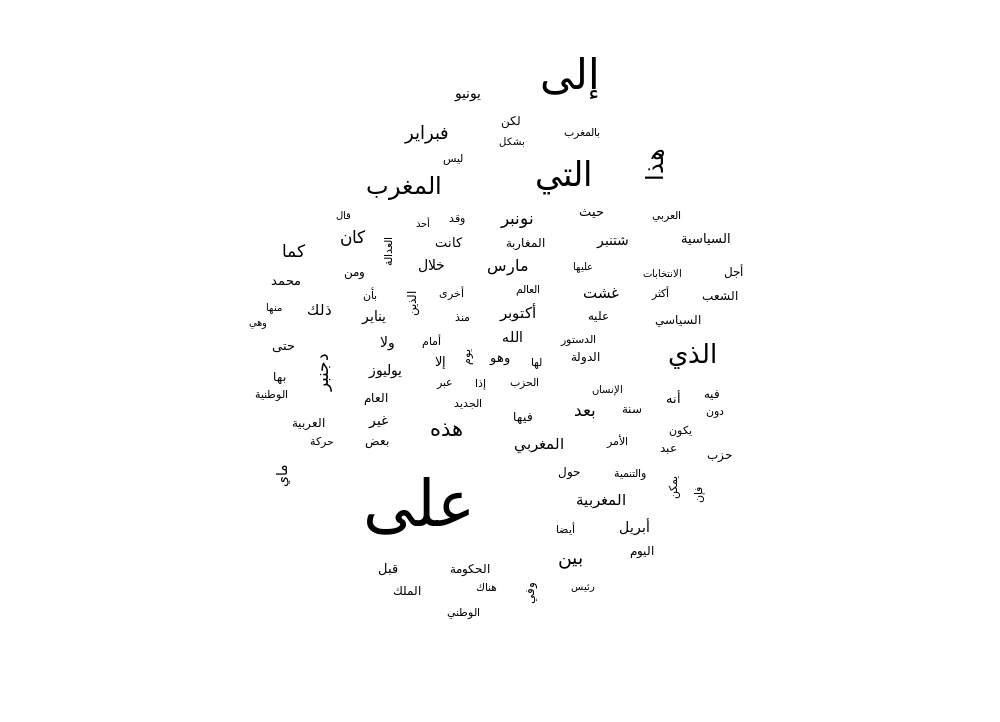 إلى
يونيو
لكن
فبراير
بالمغرب
بشكل
ليس
هذا
التي
المغرب
حيث
العربي
قال
وقد
نونبر
أحد
كان
العدالة
كانت
المغاربة
شتنبر
السياسية
كما
خلال
مارس
عليها
ومن
الانتخابات
أجل
محمد
بأن
الذين
أخرى
العالم
غشت
أكثر
الشعب
منها
ذلك
يناير
منذ
أكتوبر
عليه
السياسي
وهي
حتى
ولا
أمام
الله
الدستور
الذي
دجنبر
إلا
يوم
وهو
لها
الدولة
بها
يوليوز
عبر
إذا
الحزب
الإنسان
الوطنية
العام
الجديد
بعد
سنة
أنه
فيه
دون
العربية
غير
هذه
فيها
يكون
حركة
بعض
المغربي
الأمر
عبد
حزب
ماي
حول
والتنمية
يمكن
فإن
على
المغربية
أيضا
أبريل
بين
اليوم
قبل
الحكومة
الملك
هناك
وفي
رئيس
الوطني